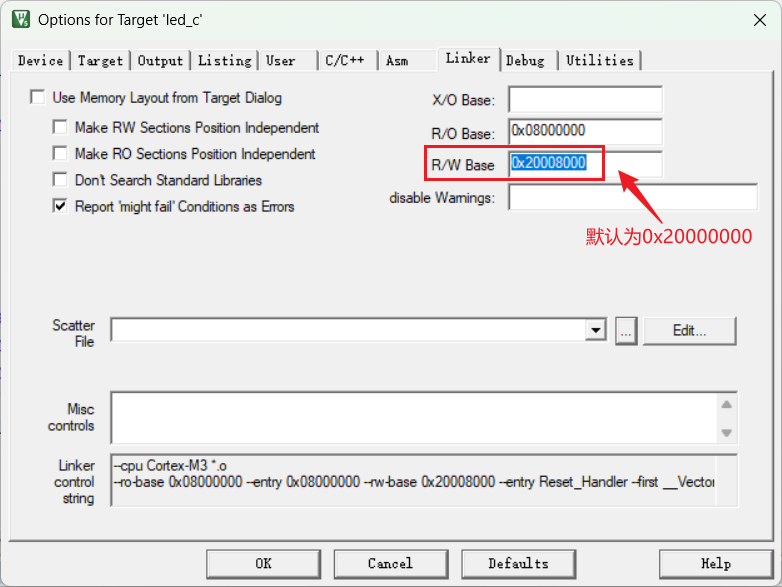 Options for Target 'led_c'
Device Target Output Listing User C/C++ Asm Linker Debug Utilities
Use Memory Layout from Target Dialog
Make RW Sections Position Independent
Make RO Sections Position Independent
Don't Search Standard Libraries
Report 'might fail' Conditions as Errors
X/O Base:
R/O Base: 0x08000000
R/W Base 0x20008000
disable Warnings:
默认为0x20000000
Scatter
File
... Edit...
Misc
controls
Linker
control
string
--cpu Cortex-M3 *.o
--ro-base 0x08000000 --entry 0x08000000 --rw-base 0x20008000 --entry Reset_Handler --first __Vector
OK Cancel Defaults Help